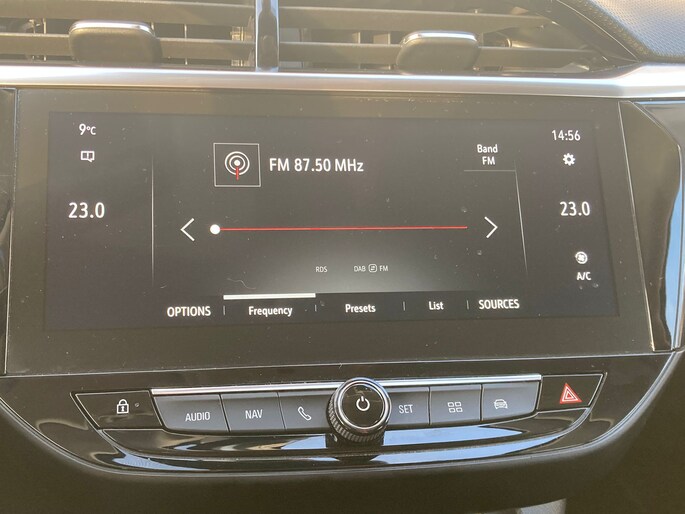 9°C
14:56
FM 87.50 MHz
Band
FM
23.0
23.0
RDS
DAB FM
A/C
OPTIONS
Frequency
Presets
List
SOURCES
AUDIO
NAV
SET